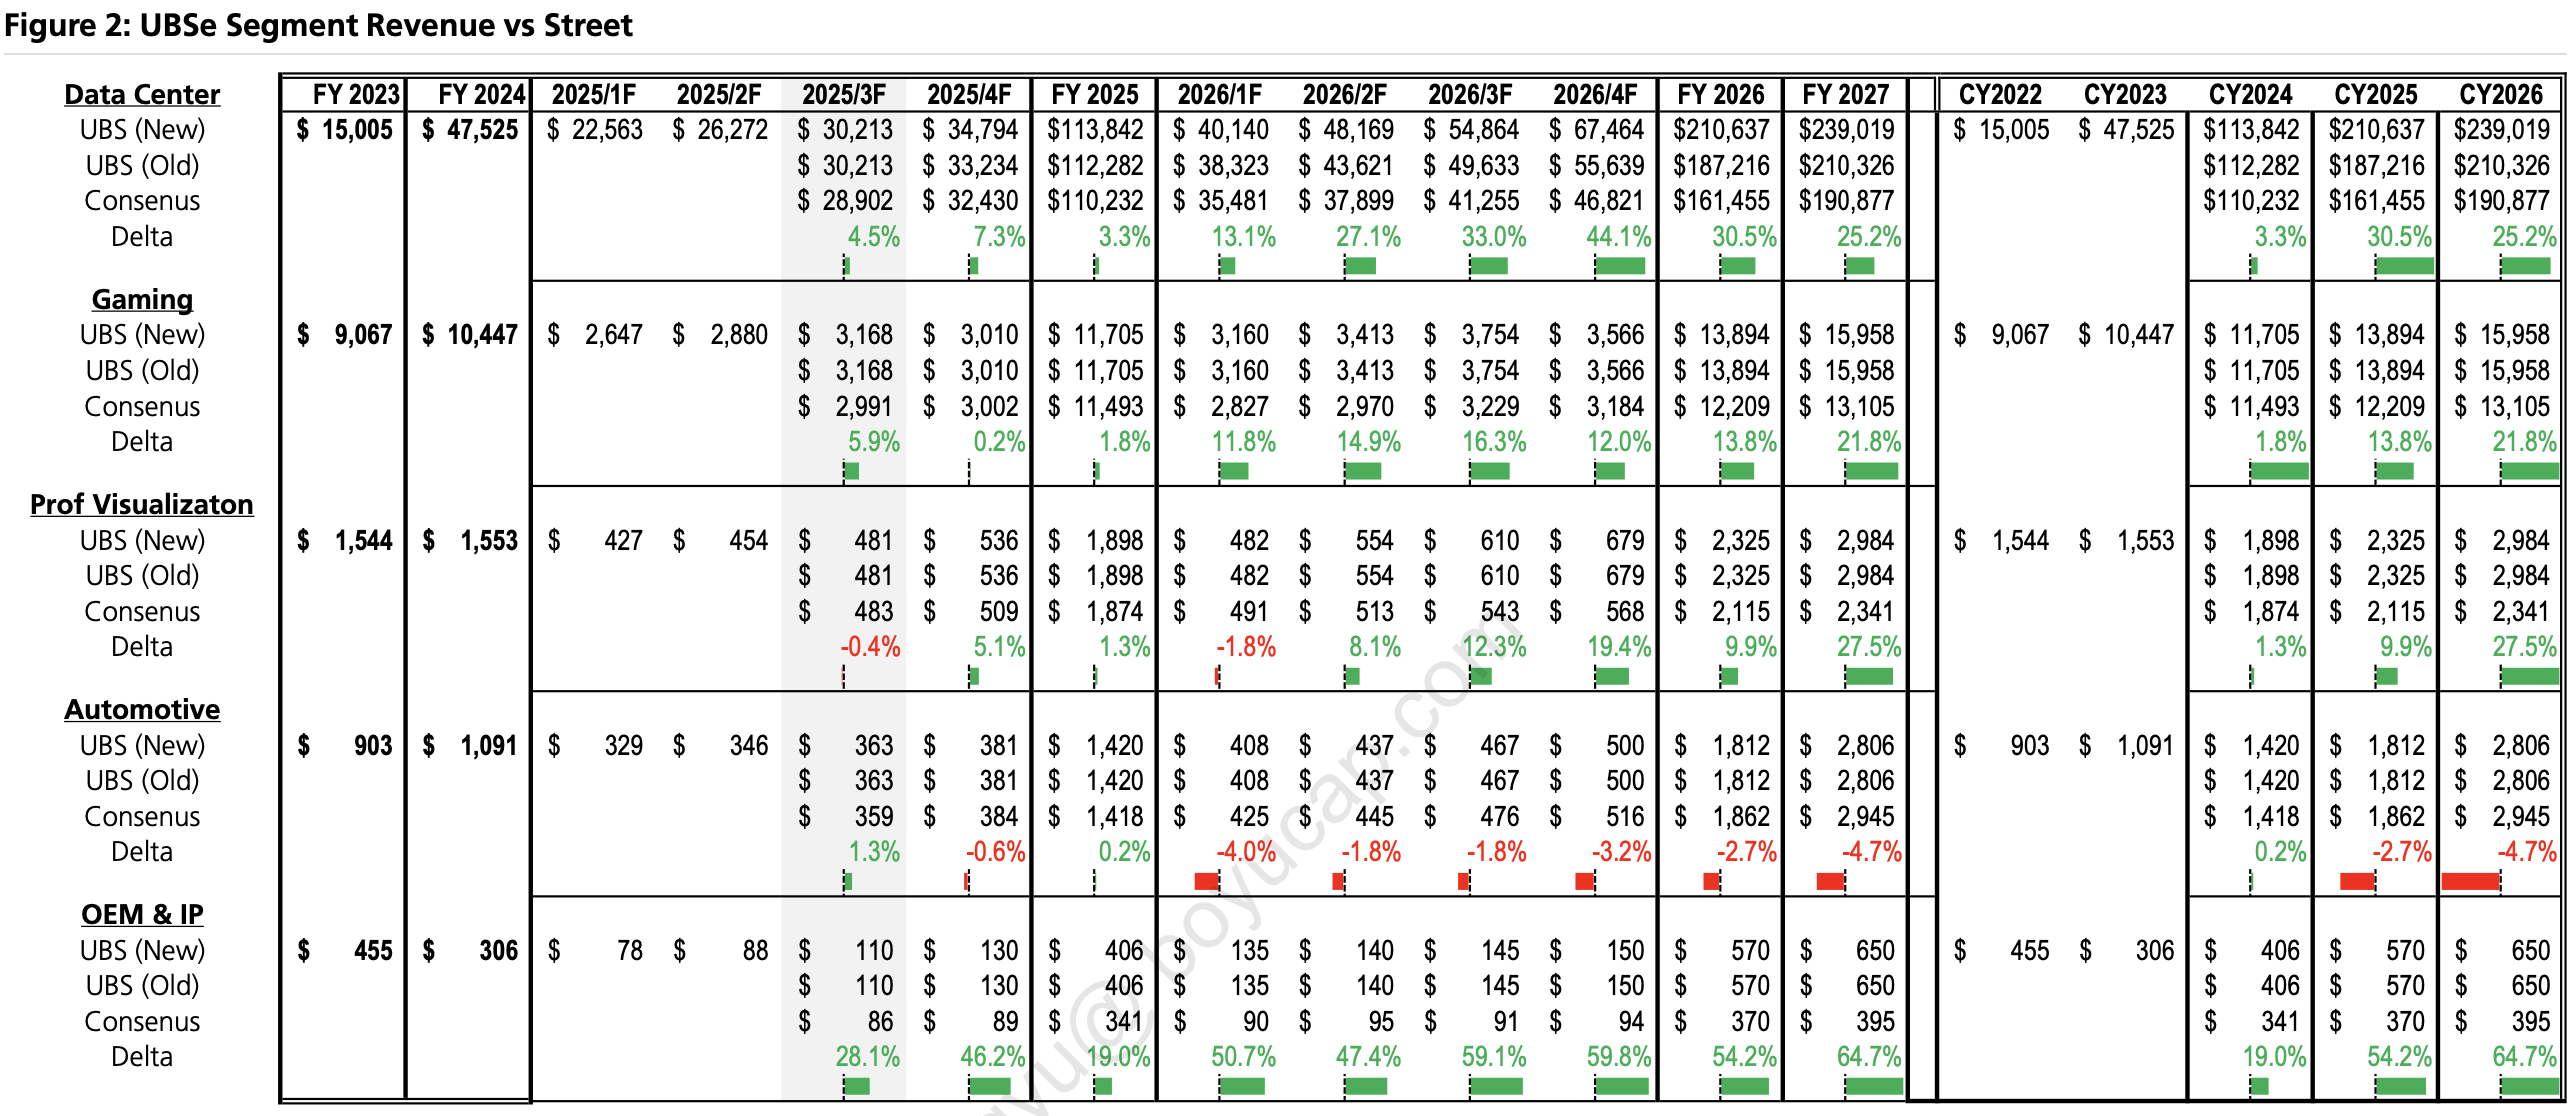 Figure 2: UBSe Segment Revenue vs Street
Data Center FY 2023 FY 2024 2025/1F 2025/2F 2025/3F 2025/4F FY 2025 2026/1F 2026/2F 2026/3F 2026/4F FY 2026 FY 2027 CY2022 CY2023 CY2024 CY2025 CY2026
UBS (New) $ 15,005 $ 47,525 $ 22,563 $ 26,272 $ 30,213 $ 34,794 $113,842 $ 40,140 $ 48,169 $ 54,864 $ 67,464 $210,637 $239,019 $ 15,005 $ 47,525 $113,842 $210,637 $239,019
UBS (Old) $ 30,213 $ 33,234 $112,282 $ 38,323 $ 43,621 $ 49,633 $ 55,639 $187,216 $210,326 $112,282 $187,216 $210,326
Consenus $ 28,902 $ 32,430 $110,232 $ 35,481 $ 37,899 $ 41,255 $ 46,821 $161,455 $190,877 $110,232 $161,455 $190,877
Delta 4.5% 7.3% 3.3% 13.1% 27.1% 33.0% 44.1% 30.5% 25.2% 3.3% 30.5% 25.2%
Gaming
UBS (New) $ 9,067 $ 10,447 $ 2,647 $ 2,880 $ 3,168 $ 3,010 $ 11,705 $ 3,160 $ 3,413 $ 3,754 $ 3,566 $ 13,894 $ 15,958 $ 9,067 $ 10,447 $ 11,705 $ 13,894 $ 15,958
UBS (Old) $ 3,168 $ 3,010 $ 11,705 $ 3,160 $ 3,413 $ 3,754 $ 3,566 $ 13,894 $ 15,958 $ 11,705 $ 13,894 $ 15,958
Consenus $ 2,991 $ 3,002 $ 11,493 $ 2,827 $ 2,970 $ 3,229 $ 3,184 $ 12,209 $ 13,105 $ 11,493 $ 12,209 $ 13,105
Delta 5.9% 0.2% 1.8% 11.8% 14.9% 16.3% 12.0% 13.8% 21.8% 1.8% 13.8% 21.8%
Prof Visualizaton
UBS (New) $ 1,544 $ 1,553 $ 427 $ 454 $ 481 $ 536 $ 1,898 $ 482 $ 554 $ 610 $ 679 $ 2,325 $ 2,984 $ 1,544 $ 1,553 $ 1,898 $ 2,325 $ 2,984
UBS (Old) $ 481 $ 536 $ 1,898 $ 482 $ 554 $ 610 $ 679 $ 2,325 $ 2,984 $ 1,898 $ 2,325 $ 2,984
Consenus $ 483 $ 509 $ 1,874 $ 491 $ 513 $ 543 $ 568 $ 2,115 $ 2,341 $ 1,874 $ 2,115 $ 2,341
Delta -0.4% 5.1% 1.3% -1.8% 8.1% 12.3% 19.4% 9.9% 27.5% 1.3% 9.9% 27.5%
Automotive
UBS (New) $ 903 $ 1,091 $ 329 $ 346 $ 363 $ 381 $ 1,420 $ 408 $ 437 $ 467 $ 500 $ 1,812 $ 2,806 $ 903 $ 1,091 $ 1,420 $ 1,812 $ 2,806
UBS (Old) $ 363 $ 381 $ 1,420 $ 408 $ 437 $ 467 $ 500 $ 1,812 $ 2,806 $ 1,420 $ 1,812 $ 2,806
Consenus $ 359 $ 384 $ 1,418 $ 425 $ 445 $ 476 $ 516 $ 1,862 $ 2,945 $ 1,418 $ 1,862 $ 2,945
Delta 1.3% -0.6% 0.2% -4.0% -1.8% -1.8% -3.2% -2.7% -4.7% 0.2% -2.7% -4.7%
OEM & IP
UBS (New) $ 455 $ 306 $ 78 $ 88 $ 110 $ 130 $ 406 $ 135 $ 140 $ 145 $ 150 $ 570 $ 650 $ 455 $ 306 $ 406 $ 570 $ 650
UBS (Old) $ 110 $ 130 $ 406 $ 135 $ 140 $ 145 $ 150 $ 570 $ 650 $ 406 $ 570 $ 650
Consenus $ 86 $ 89 $ 341 $ 90 $ 95 $ 91 $ 94 $ 370 $ 395 $ 341 $ 370 $ 395
Delta 28.1% 46.2% 19.0% 50.7% 47.4% 59.1% 59.8% 54.2% 64.7% 19.0% 54.2% 64.7%
@boyucap.com